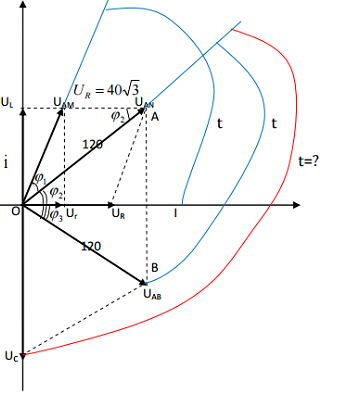 U_R = 40√3
U_L
U_AM
U_AN
φ₂
A
t
t
120
i
t=?
φ₁
φ₂
O
φ₃
U_r
U_R
I
120
B
U_AB
U_C